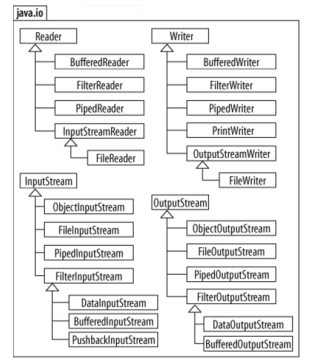 java.io
Reader
BufferedReader
FilterReader
PipedReader
InputStreamReader
FileReader
Writer
BufferedWriter
FilterWriter
PipedWriter
PrintWriter
OutputStreamWriter
FileWriter
InputStream
ObjectInputStream
FileInputStream
PipedInputStream
FilterInputStream
DataInputStream
BufferedInputStream
PushbackInputStream
OutputStream
ObjectOutputStream
FileOutputStream
PipedOutputStream
FilterOutputStream
DataOutputStream
BufferedOutputStream